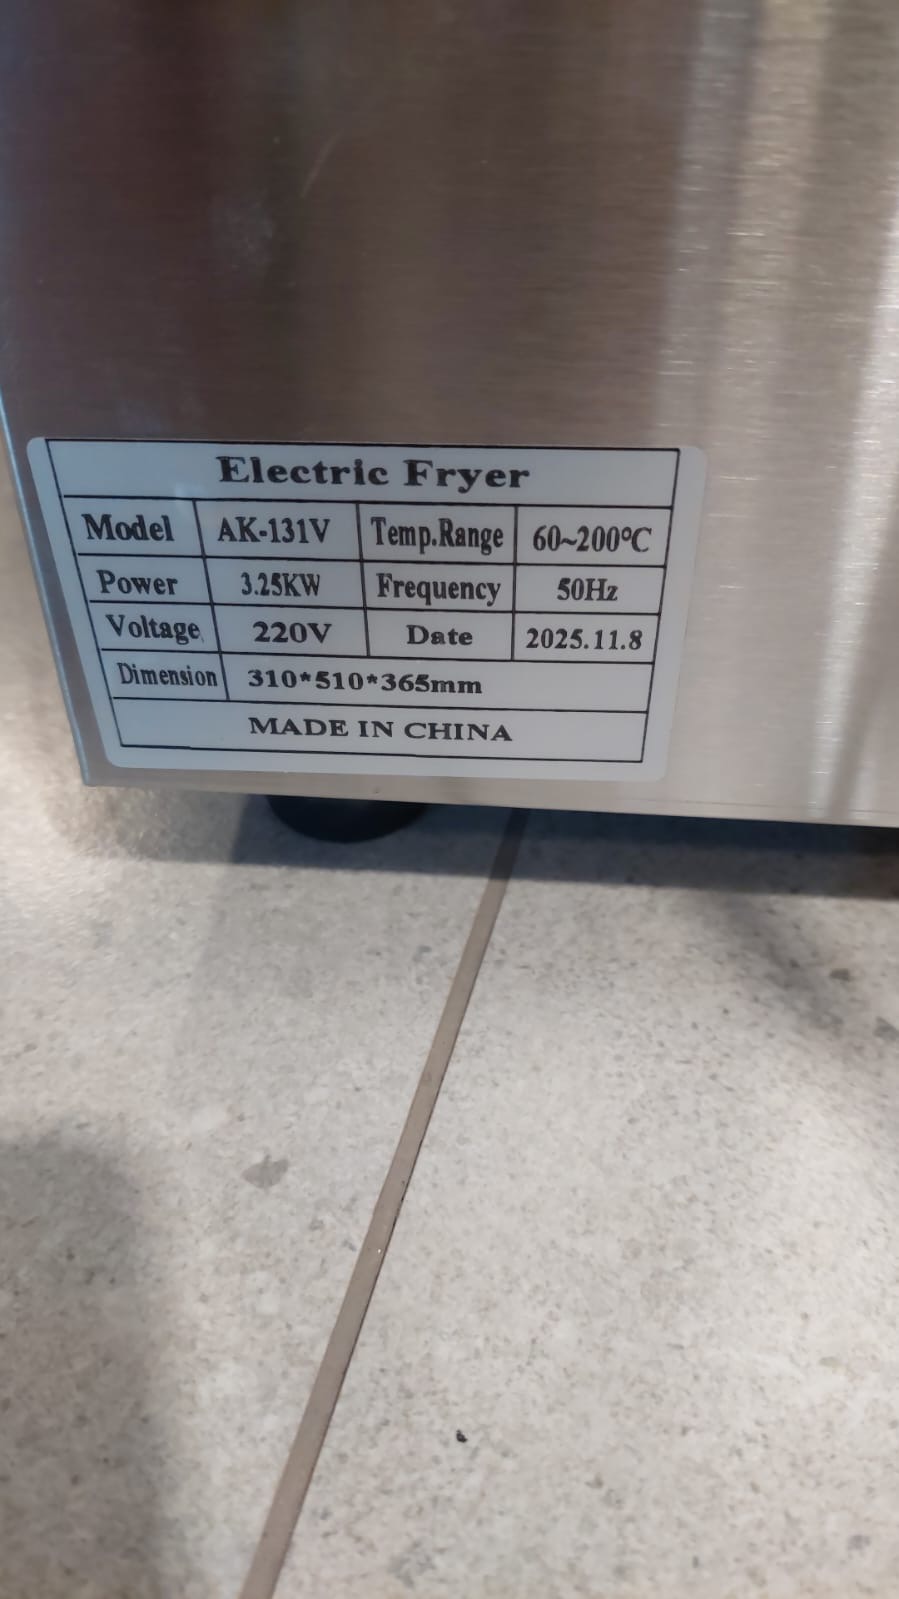 Electric Fryer
Model AK-131V Temp.Range 60~200℃
Power 3.25KW Frequency 50Hz
Voltage 220V Date 2025.11.8
Dimension 310*510*365mm
MADE IN CHINA